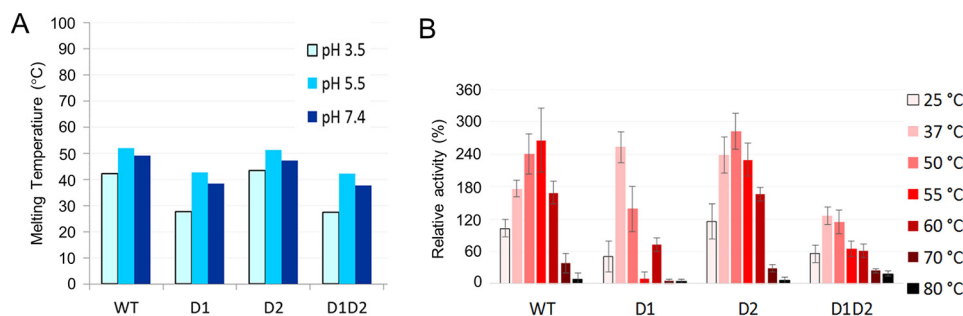 A
Melting Temperatiure (°C)
100
90
80
70
60
50
40
30
20
10
0
pH 3.5
pH 5.5
pH 7.4
WT D1 D2 D1D2
B
Relative activity (%)
360
300
240
180
120
60
0
25 °C
37 °C
50 °C
55 °C
60 °C
70 °C
80 °C
WT D1 D2 D1D2